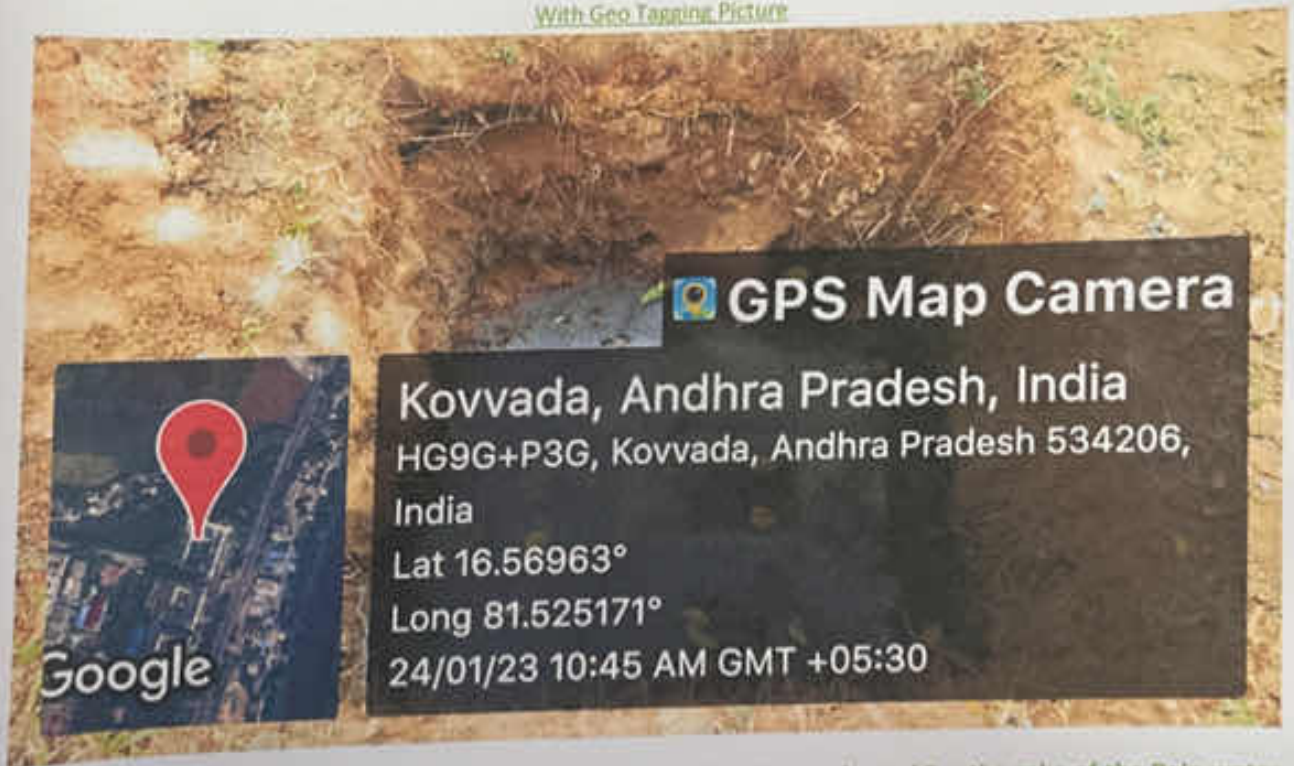 With Geo Tagging Picture
GPS Map Camera
Kovvada, Andhra Pradesh, India
HG9G+P3G, Kovvada, Andhra Pradesh 534206,
India
Lat 16.56963°
Long 81.525171°
24/01/23 10:45 AM GMT +05:30
Google